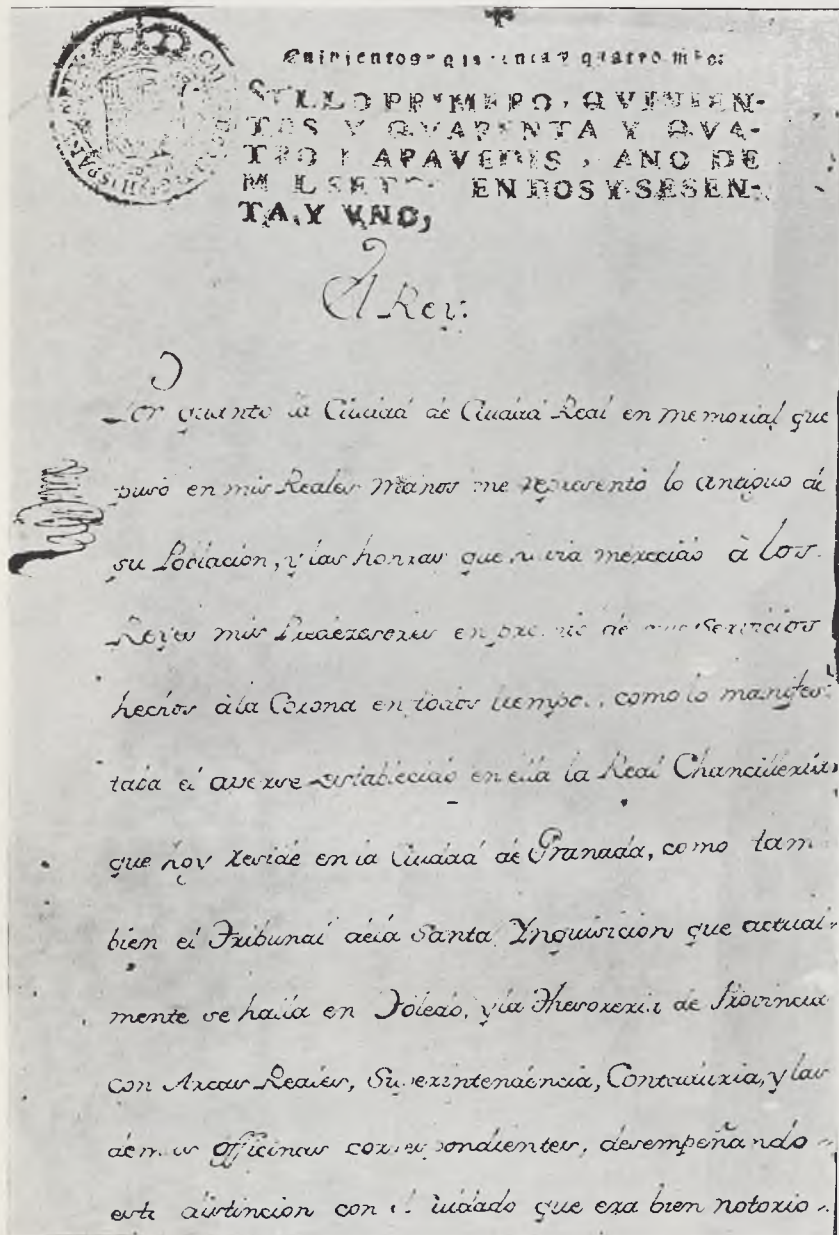 Quinientos quarenta y quatro mrs.
SELLO PRIMERO, QVINIEN-
TOS Y QVARENTA Y QVA-
TRO MARAVEDIS, AÑO DE
MIL SETECIENTOS Y SESEN-
TA, Y VNO,
El Rey:
Por quanto la Ciudad de Ciudad Real en memorial que
puso en mis Reales Manos me representó lo antiguo de
su Poblacion, y las honras que havia merecido à los
Reyes mis Predezesores en premio de sus Servicios
hechos àla Corona en todos tiempos, como lo manifes-
taba el averse establecido en ella la Real Chancilleria,
que hoy reside en la Ciudad de Granada, como tam
bien el Tribunal dela Santa Ynquisicion que actual-
mente se halla en Toledo, y la Thesoreria de Provincia
con Arcas Reales, Superintendencia, Contaduria, y las
demas officinas correspondientes, desempeñando
esta distincion con el cuidado que era bien notorio